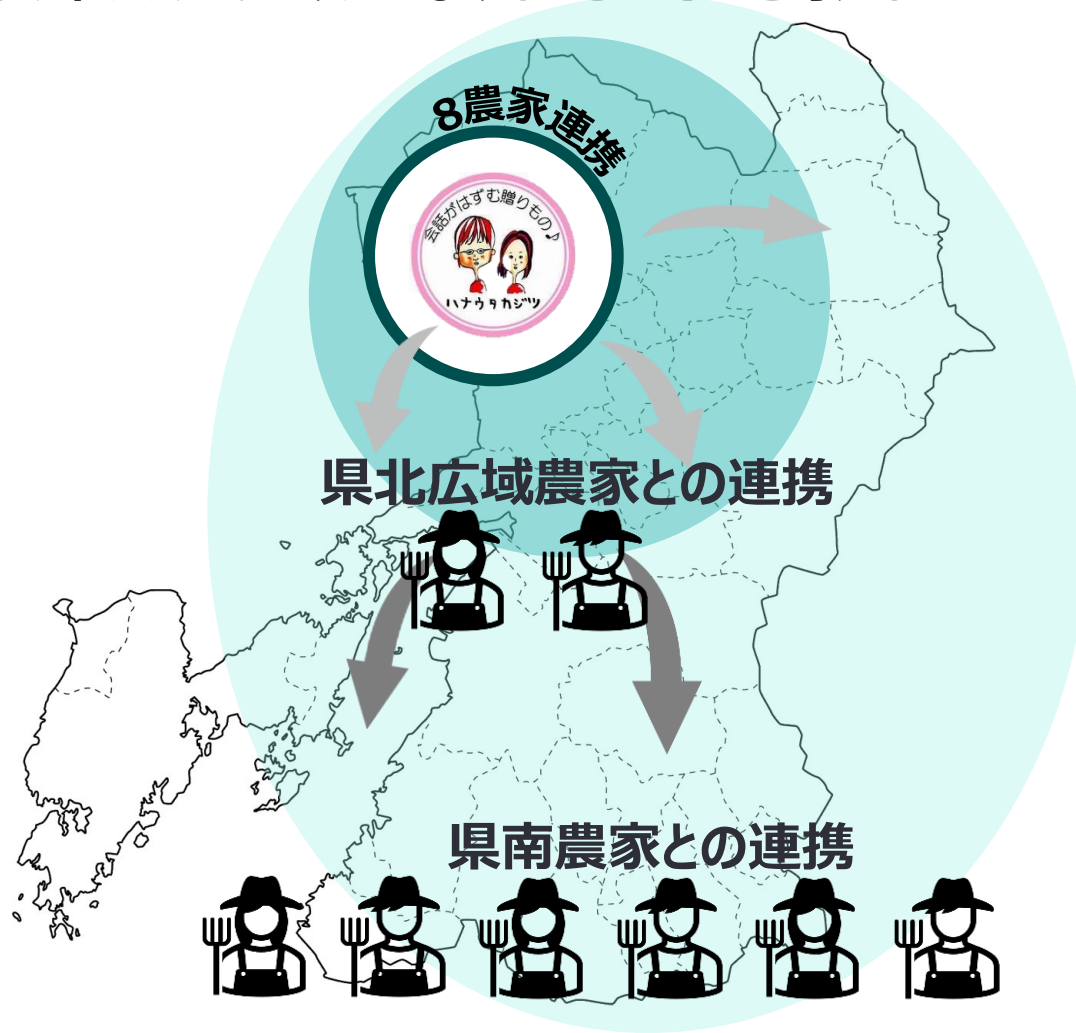 8農家連携
会話がはずむ贈りもの♪
ハナウタカジツ
県北広域農家との連携
県南農家との連携